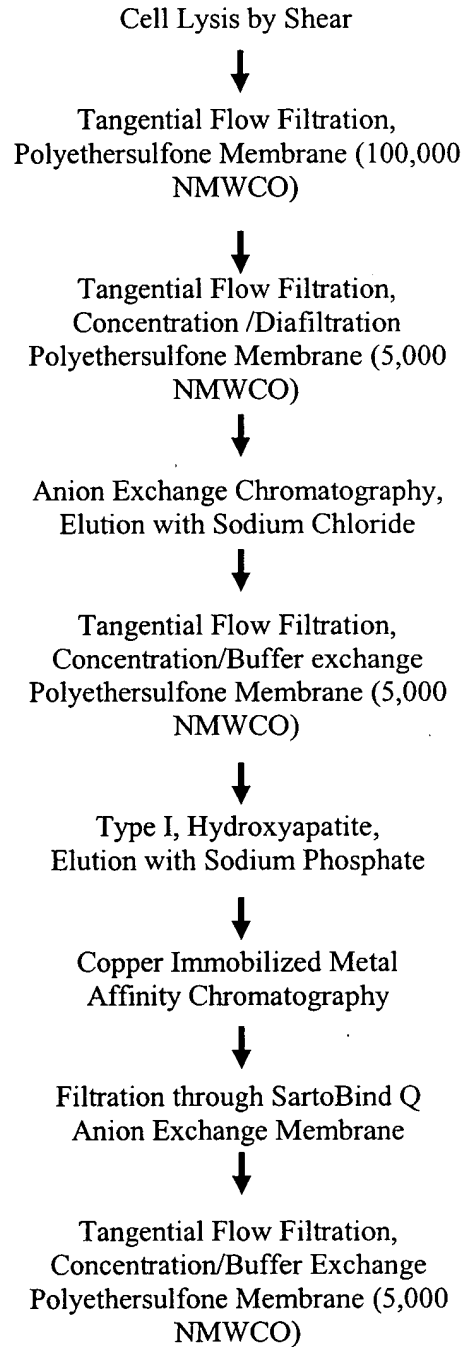 Cell Lysis by Shear
Tangential Flow Filtration,
Polyethersulfone Membrane (100,000
NMWCO)
Tangential Flow Filtration,
Concentration /Diafiltration
Polyethersulfone Membrane (5,000
NMWCO)
Anion Exchange Chromatography,
Elution with Sodium Chloride
Tangential Flow Filtration,
Concentration/Buffer exchange
Polyethersulfone Membrane (5,000
NMWCO)
Type I, Hydroxyapatite,
Elution with Sodium Phosphate
Copper Immobilized Metal
Affinity Chromatography
Filtration through SartoBind Q
Anion Exchange Membrane
Tangential Flow Filtration,
Concentration/Buffer Exchange
Polyethersulfone Membrane (5,000
NMWCO)